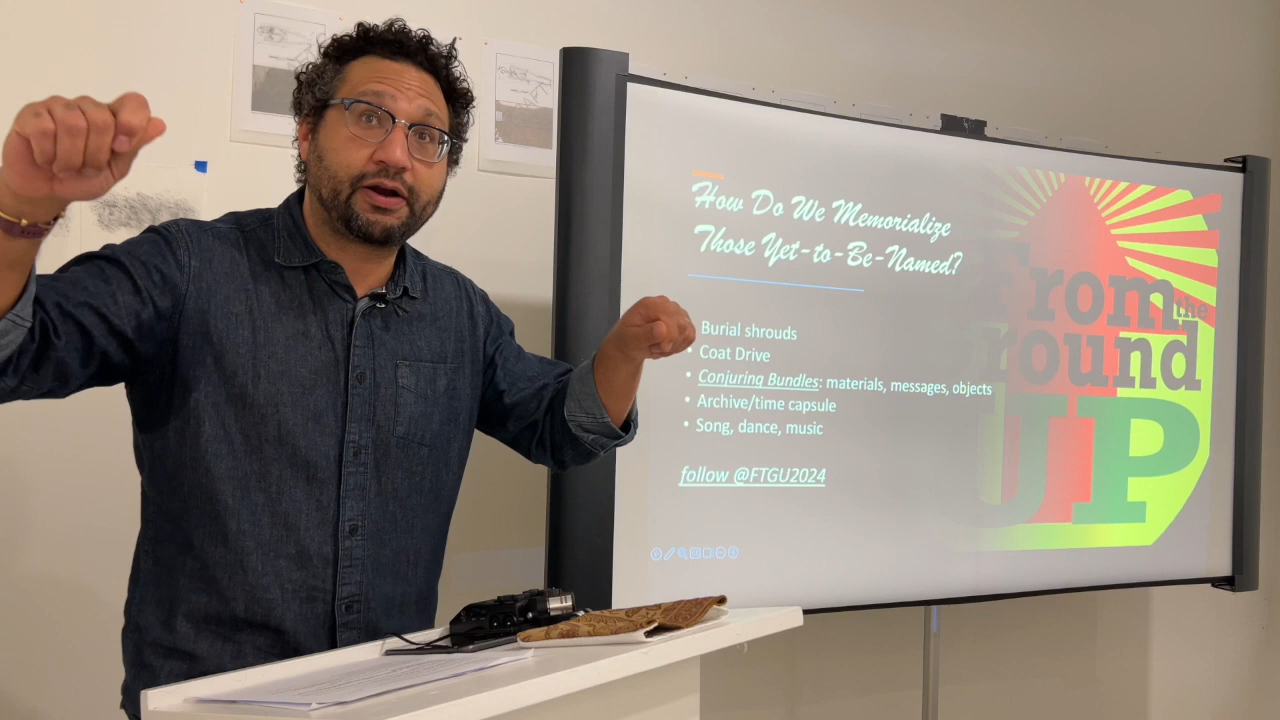 How Do We Memorialize
Those Yet-to-Be-Named?
• Burial shrouds
• Coat Drive
• Conjuring Bundles: materials, messages, objects
• Archive/time capsule
• Song, dance, music
follow @FTGU2024
From the
round
UP